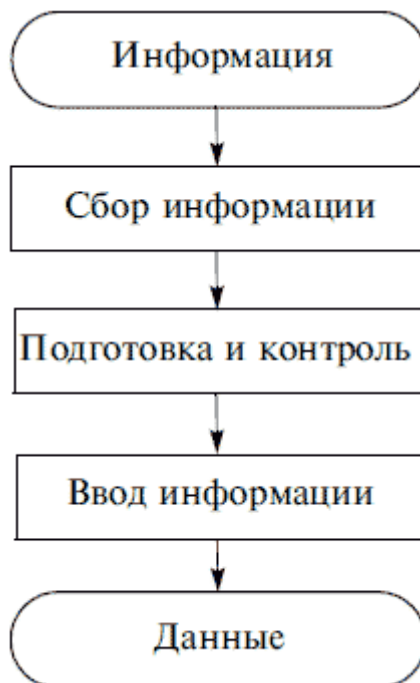 Информация
Сбор информации
Подготовка и контроль
Ввод информации
Данные